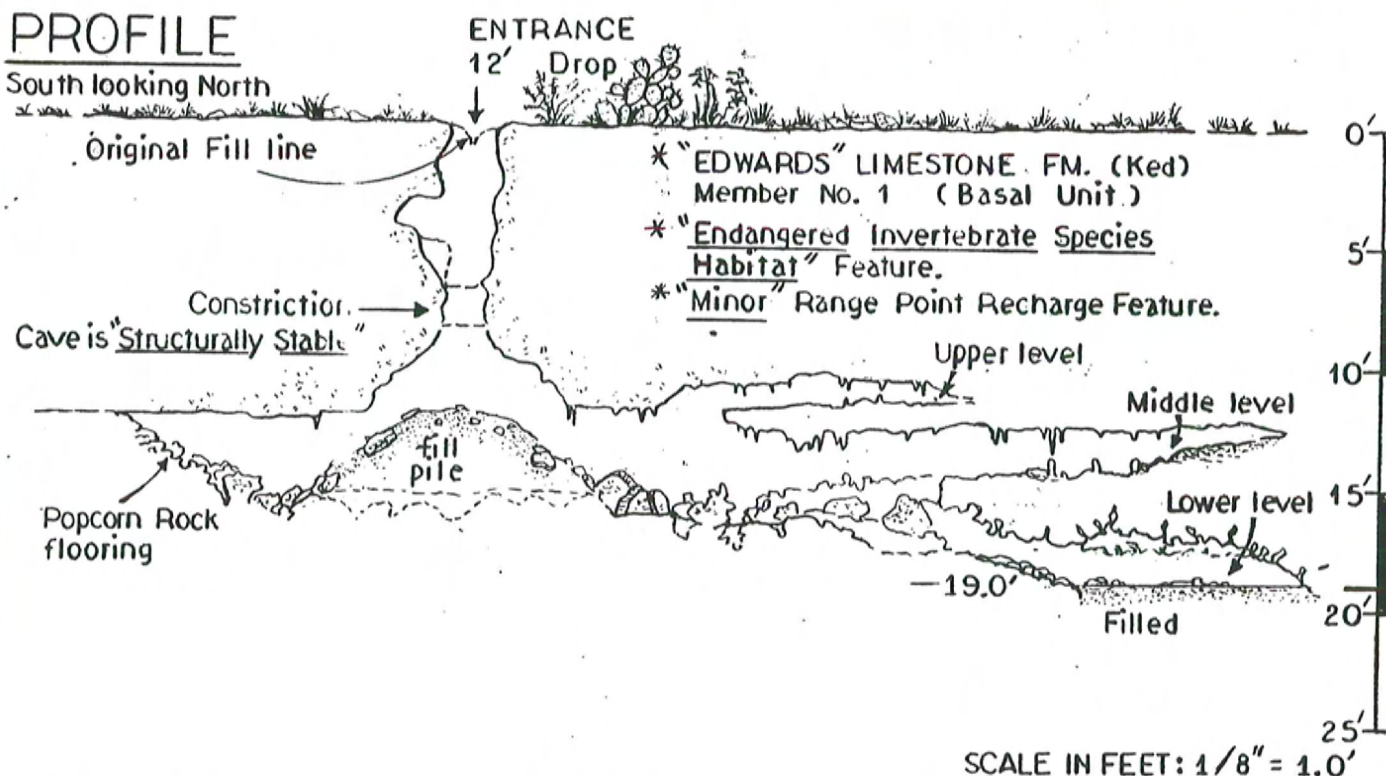 PROFILE
South looking North
ENTRANCE
12' Drop
Original Fill line
* "EDWARDS" LIMESTONE FM. (Ked)
Member No. 1 (Basal Unit)
* "Endangered Invertebrate Species
Habitat" Feature.
* "Minor" Range Point Recharge Feature.
Constriction
Cave is "Structurally Stable"
Upper level
Middle level
Lower level
fill
pile
Popcorn Rock
flooring
—19.0'
Filled
0'
5'
10'
15'
20'
25'
SCALE IN FEET: 1/8" = 1.0'